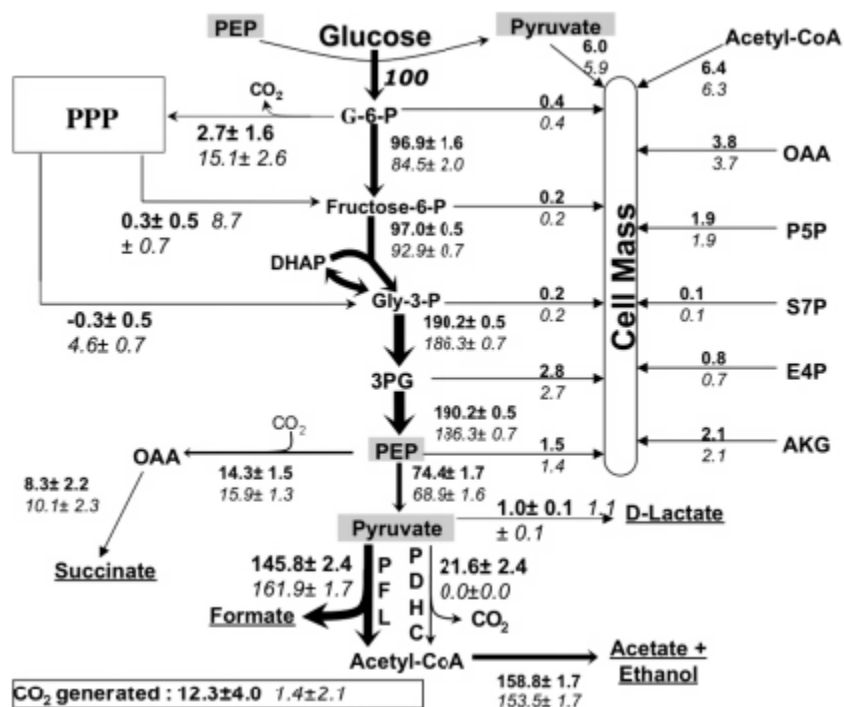 PEP
Glucose
Pyruvate
Acetyl-CoA
6.0
5.9
6.4
6.3
100
CO2
PPP
G-6-P
0.4
0.4
2.7± 1.6
15.1± 2.6
96.9± 1.6
84.5± 2.0
3.8
3.7
OAA
0.3± 0.5 8.7
± 0.7
Fructose-6-P
0.2
0.2
97.0± 0.5
92.9± 0.7
1.9
1.9
P5P
DHAP
Gly-3-P
0.2
0.2
Cell Mass
0.1
0.1
S7P
-0.3± 0.5
4.6± 0.7
190.2± 0.5
186.3± 0.7
3PG
2.8
2.7
0.8
0.7
E4P
190.2± 0.5
186.3± 0.7
CO2
OAA
PEP
1.5
1.4
2.1
2.1
AKG
8.3± 2.2
10.1± 2.3
14.3± 1.5
15.9± 1.3
74.4± 1.7
68.9± 1.6
Pyruvate
1.0± 0.1 1.1
± 0.1
D-Lactate
Succinate
145.8± 2.4
161.9± 1.7
PFL
PDHC
21.6± 2.4
0.0±0.0
Formate
CO2
Acetyl-CoA
Acetate +
Ethanol
158.8± 1.7
153.5± 1.7
CO2 generated : 12.3±4.0 1.4±2.1